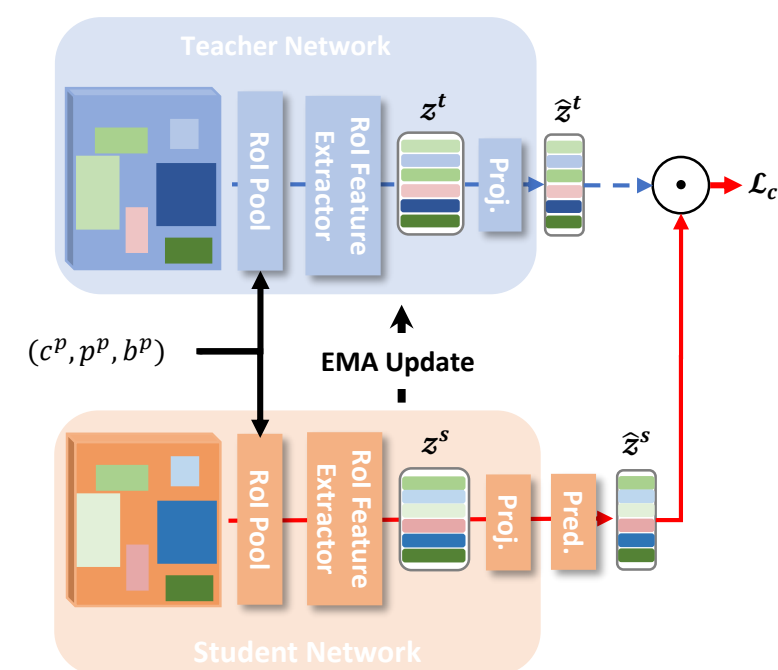 Teacher Network
RoI Pool
RoI Feature
Extractor
z^t
Proj.
ẑ^t
ℒ_c
(c^p, p^p, b^p)
EMA Update
RoI Pool
RoI Feature
Extractor
z^s
Proj.
Pred.
ẑ^s
Student Network